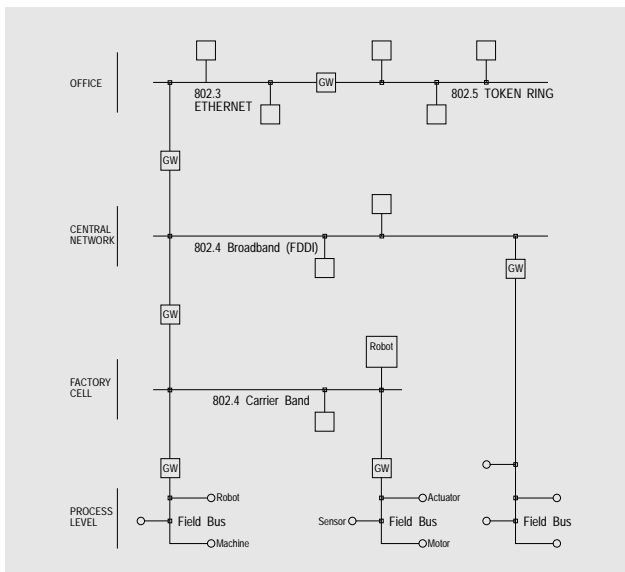 OFFICE
GW
802.3
ETHERNET
802.5 TOKEN RING
GW
CENTRAL
NETWORK
802.4 Broadband (FDDI)
GW
GW
Robot
FACTORY
CELL
802.4 Carrier Band
GW
GW
Robot
Actuator
PROCESS
LEVEL
Field Bus
Sensor
Field Bus
Field Bus
Machine
Motor